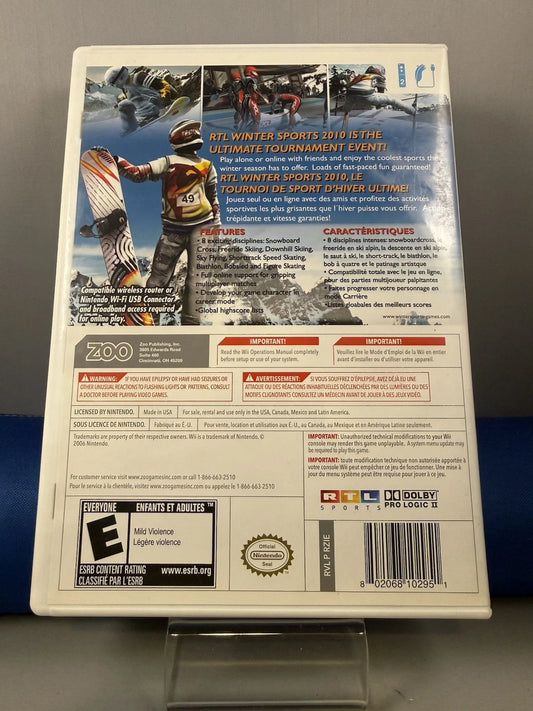 2
RTL WINTER SPORTS 2010 IS THE
ULTIMATE TOURNAMENT EVENT!
Play alone or online with friends and enjoy the coolest sports the
winter season has to offer. Loads of fast-paced fun guaranteed!
RTL WINTER SPORTS 2010, LE
TOURNOI DE SPORT D'HIVER ULTIME!
Jouez seul ou en ligne avec des amis et profitez des activités
sportives les plus grisantes que l'hiver puisse vous offrir.
trépidante et vitesse garanties!
49
FEATURES
• 8 exciting disciplines: Snowboard
Cross, Freeride Skiing, Downhill Skiing,
Sky Flying, Shorttrack Speed Skating,
Biathlon, Bobsled and Figure Skating
• Full online support for gripping
multiplayer matches
• Develop your game character in
career mode
•Global highscore lists
CARACTÉRISTIQUES
• 8 disciplines intenses: snowboardcross,
freeride en ski alpin, la descente en ski alpin,
le saut à ski, le short-track, le biathlon, le
bob à quatre et le patinage artistique
• Compatibilité totale avec le jeu en ligne,
pour des parties multijoueur palpitantes
• Faites progresser votre personnage en
mode Carrière
• Listes globales des meilleurs scores
Compatible wireless router or
Nintendo Wi-Fi USB Connector
and broadband access required
for online play.
www.wintersports-games.com
ZOO
Zoo Publishing, Inc.
3805 Edwards Road
Suite 400
Cincinnati, OH 45209
IMPORTANT!
Read the Wii Operations Manual completely
before setup or use of your system.
IMPORTANT!
Veuillez lire le Mode d'Emploi de la Wii en entier
avant d'installer ou d'utiliser votre appareil.
WARNING: IF YOU HAVE EPILEPSY OR HAVE HAD SEIZURES OR
OTHER UNUSUAL REACTIONS TO FLASHING LIGHTS OR PATTERNS, CONSULT
A DOCTOR BEFORE PLAYING VIDEO GAMES.
AVERTISSEMENT: SI VOUS SOUFFREZ D'ÉPILEPSIE, AVEZ DÉJÀ EU UNE
ATTAQUE OU DES RÉACTIONS INHABITUELLES DÉCLENCHÉES PAR DES LUMIÈRES OU DES
MOTIFS CLIGNOTANTS CONSULTEZ UN MÉDECIN AVANT DE JOUER À DES JEUX VIDÉO.
LICENSED BY NINTENDO. Made in USA For sale, rental and use only in the USA, Canada, Mexico and Latin America.
SOUS LICENCE DE NINTENDO. Fabriqué au É.-U. Pour vente, location et utilisation aux É.-U., au Canada, au Mexique et en Amérique Latine seulement.
Trademarks are property of their respective owners. Wii is a trademark of Nintendo. ©
2006 Nintendo.
IMPORTANT: Unauthorized technical modifications to your Wii
console may render this game unplayable. A system menu update
may be required to play this game.
IMPORTANT: toute modification technique non autorisée apportée à
votre console Wii peut empêcher ce jeu de fonctionner. Une mise à
jour du menu système peut être requise pour jouer à ce jeu.
For customer service visit www.zoogamesinc.com or call 1-866-663-2510
Pour le service à la clientèle, visitez www.zoogamesinc.com ou appelez le 1-866-663-2510
RTL
SPORTS
DOLBY
PRO LOGIC II
EVERYONE ENFANTS ET ADULTES™
E
Mild Violence
Légère violence
ESRB CONTENT RATING www.esrb.org
CLASSIFIÉ PAR L'ESRB
Official
Nintendo
Seal
RVL P RZIE
8 02068 10295 1